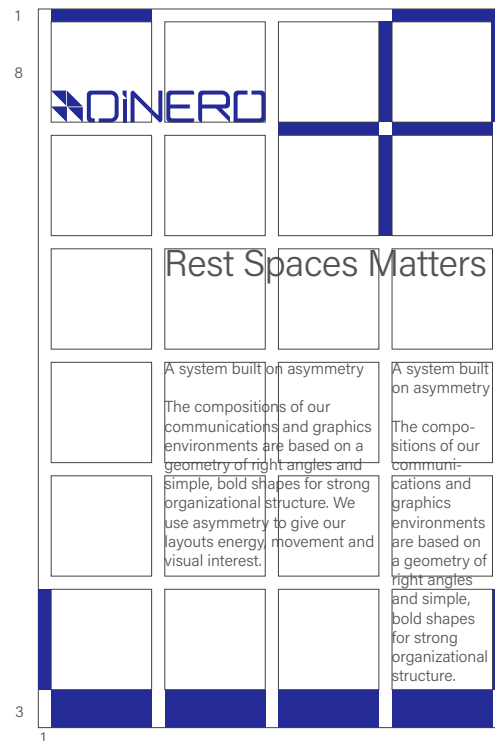 1
8
DiNERO
Rest Spaces Matters
A system built on asymmetry
The compositions of our
communications and graphics
environments are based on a
geometry of right angles and
simple, bold shapes for strong
organizational structure. We
use asymmetry to give our
layouts energy, movement and
visual interest.
A system built
on asymmetry
The compo-
sitions of our
communi-
cations and
graphics
environments
are based on
a geometry of
right angles
and simple,
bold shapes
for strong
organizational
structure.
3
1